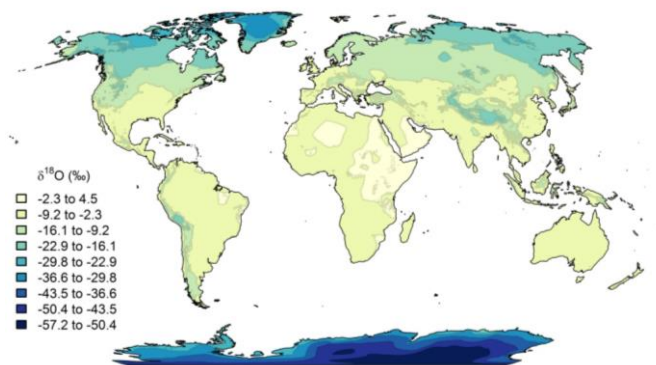 δ18O (‰)
-2.3 to 4.5
-9.2 to -2.3
-16.1 to -9.2
-22.9 to -16.1
-29.8 to -22.9
-36.6 to -29.8
-43.5 to -36.6
-50.4 to -43.5
-57.2 to -50.4